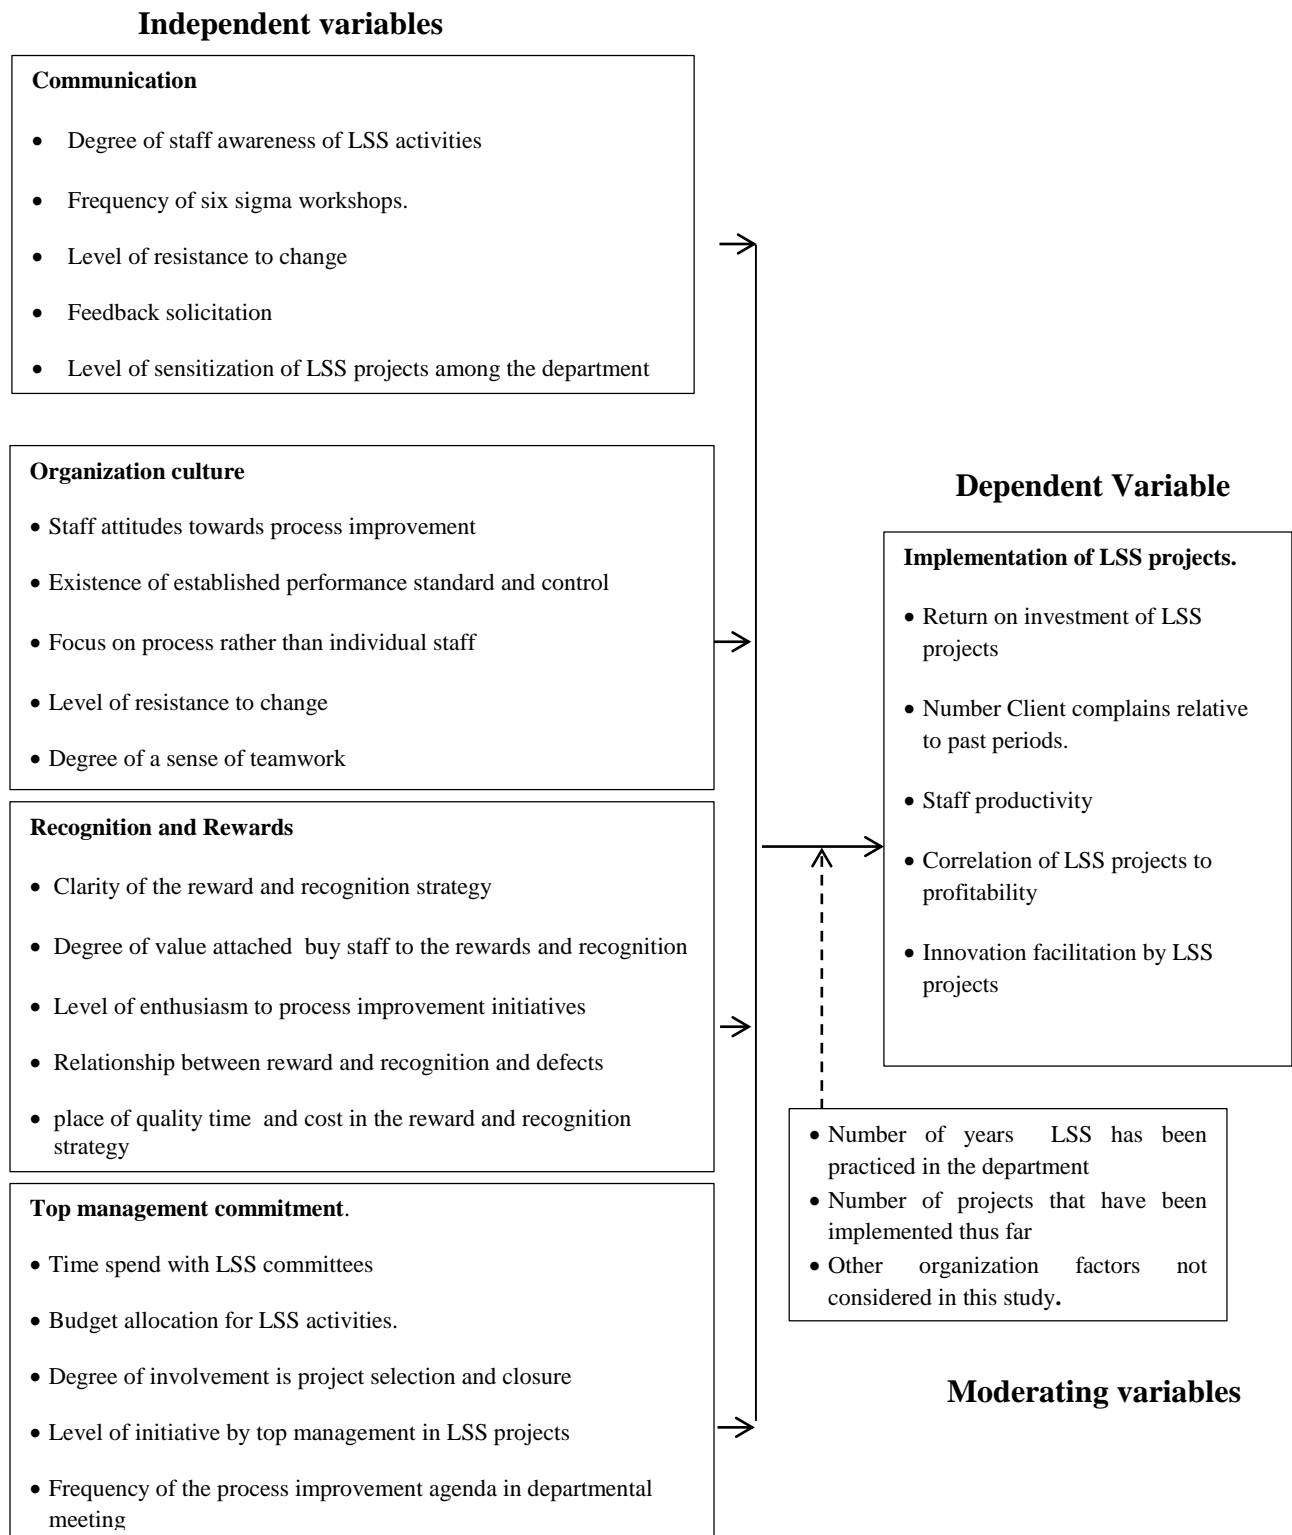 Independent variables
Communication
• Degree of staff awareness of LSS activities
• Frequency of six sigma workshops.
• Level of resistance to change
• Feedback solicitation
• Level of sensitization of LSS projects among the department
Organization culture
• Staff attitudes towards process improvement
• Existence of established performance standard and control
• Focus on process rather than individual staff
• Level of resistance to change
• Degree of a sense of teamwork
Recognition and Rewards
• Clarity of the reward and recognition strategy
• Degree of value attached buy staff to the rewards and recognition
• Level of enthusiasm to process improvement initiatives
• Relationship between reward and recognition and defects
• place of quality time and cost in the reward and recognition
strategy
Top management commitment.
• Time spend with LSS committees
• Budget allocation for LSS activities.
• Degree of involvement is project selection and closure
• Level of initiative by top management in LSS projects
• Frequency of the process improvement agenda in departmental
meeting
Dependent Variable
Implementation of LSS projects.
• Return on investment of LSS
projects
• Number Client complains relative
to past periods.
• Staff productivity
• Correlation of LSS projects to
profitability
• Innovation facilitation by LSS
projects
• Number of years LSS has been
practiced in the department
• Number of projects that have been
implemented thus far
• Other organization factors not
considered in this study.
Moderating variables